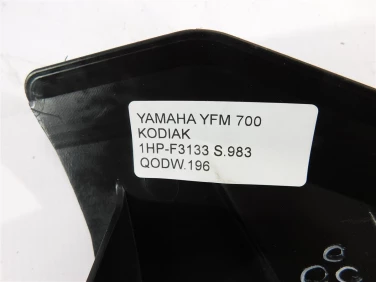 YAMAHA YFM 700
KODIAK
1HP-F3133 S.983
QODW.196